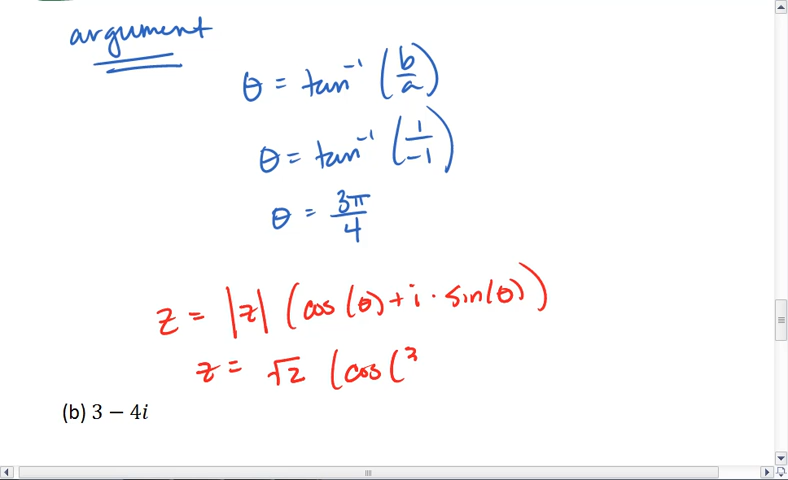 argument
θ = tan⁻¹ (b/a)
θ = tan⁻¹ (1/-1)
θ = 3π/4
z = |z| (cos(θ) + i · sin(θ))
z = √2 (cos(3
(b) 3 − 4i